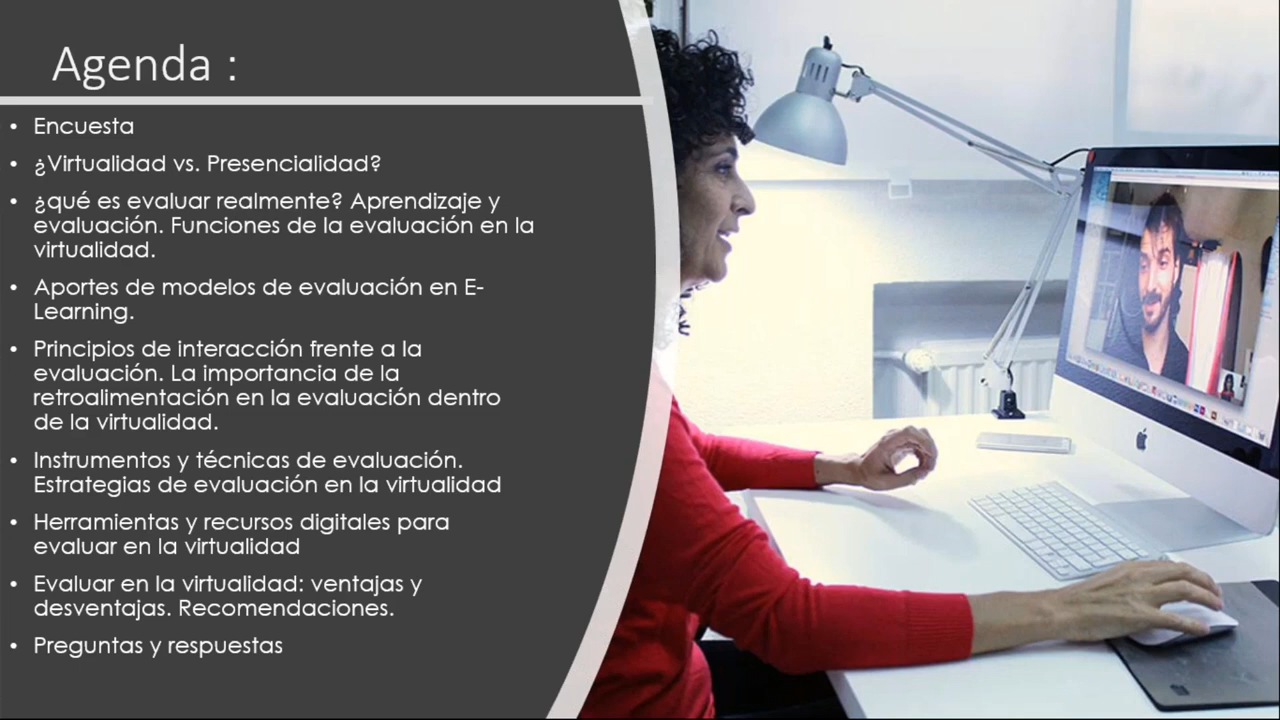 Agenda :
• Encuesta
• ¿Virtualidad vs. Presencialidad?
• ¿qué es evaluar realmente? Aprendizaje y
evaluación. Funciones de la evaluación en la
virtualidad.
• Aportes de modelos de evaluación en E-
Learning.
• Principios de interacción frente a la
evaluación. La importancia de la
retroalimentación en la evaluación dentro
de la virtualidad.
• Instrumentos y técnicas de evaluación.
Estrategias de evaluación en la virtualidad
• Herramientas y recursos digitales para
evaluar en la virtualidad
• Evaluar en la virtualidad: ventajas y
desventajas. Recomendaciones.
• Preguntas y respuestas